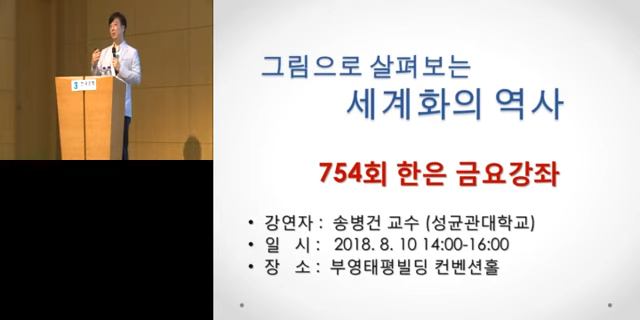 그림으로 살펴보는
세계화의 역사
754회 한은 금요강좌
• 강연자 : 송병건 교수 (성균관대학교)
• 일 시 : 2018. 8. 10 14:00-16:00
• 장 소 : 부영태평빌딩 컨벤션홀